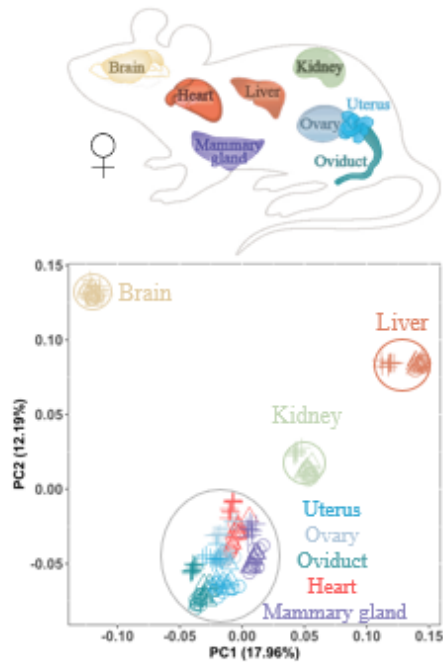 Brain
Kidney
Heart
Liver
Uterus
Ovary
Mammary
gland
Oviduct
♀
0.15
0.10
0.05
0.00
-0.05
PC2 (12.19%)
Brain
Liver
Kidney
Uterus
Ovary
Oviduct
Heart
Mammary gland
-0.10
-0.05
0.00
0.05
0.10
0.15
PC1 (17.96%)